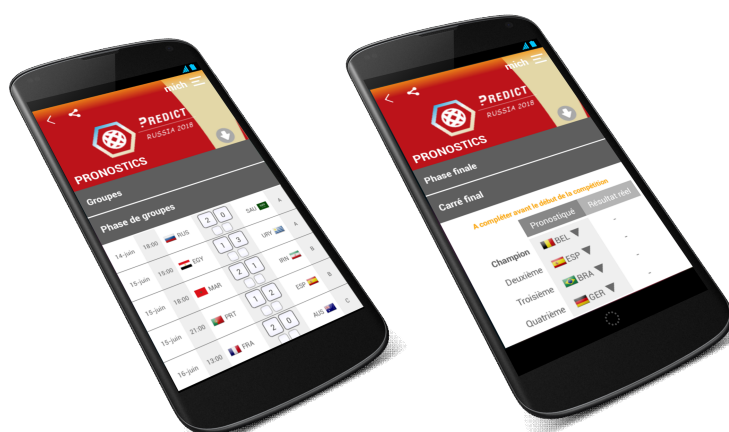 mich
PREDICT
RUSSIA 2018
PRONOSTICS
Groupes
Phase de groupes
14-juin 18:00 RUS 2 0 SAU A
15-juin 15:00 EGY 1 3 URY A
15-juin 18:00 MAR 2 1 IRN B
15-juin 21:00 PRT 1 2 ESP B
16-juin 13:00 FRA 2 0 AUS C
mich
PREDICT
RUSSIA 2018
PRONOSTICS
Phase finale
Carré final
A compléter avant le début de la compétition
Pronostiqué Résultat réel
Champion BEL -
Deuxième ESP -
Troisième BRA -
Quatrième GER -